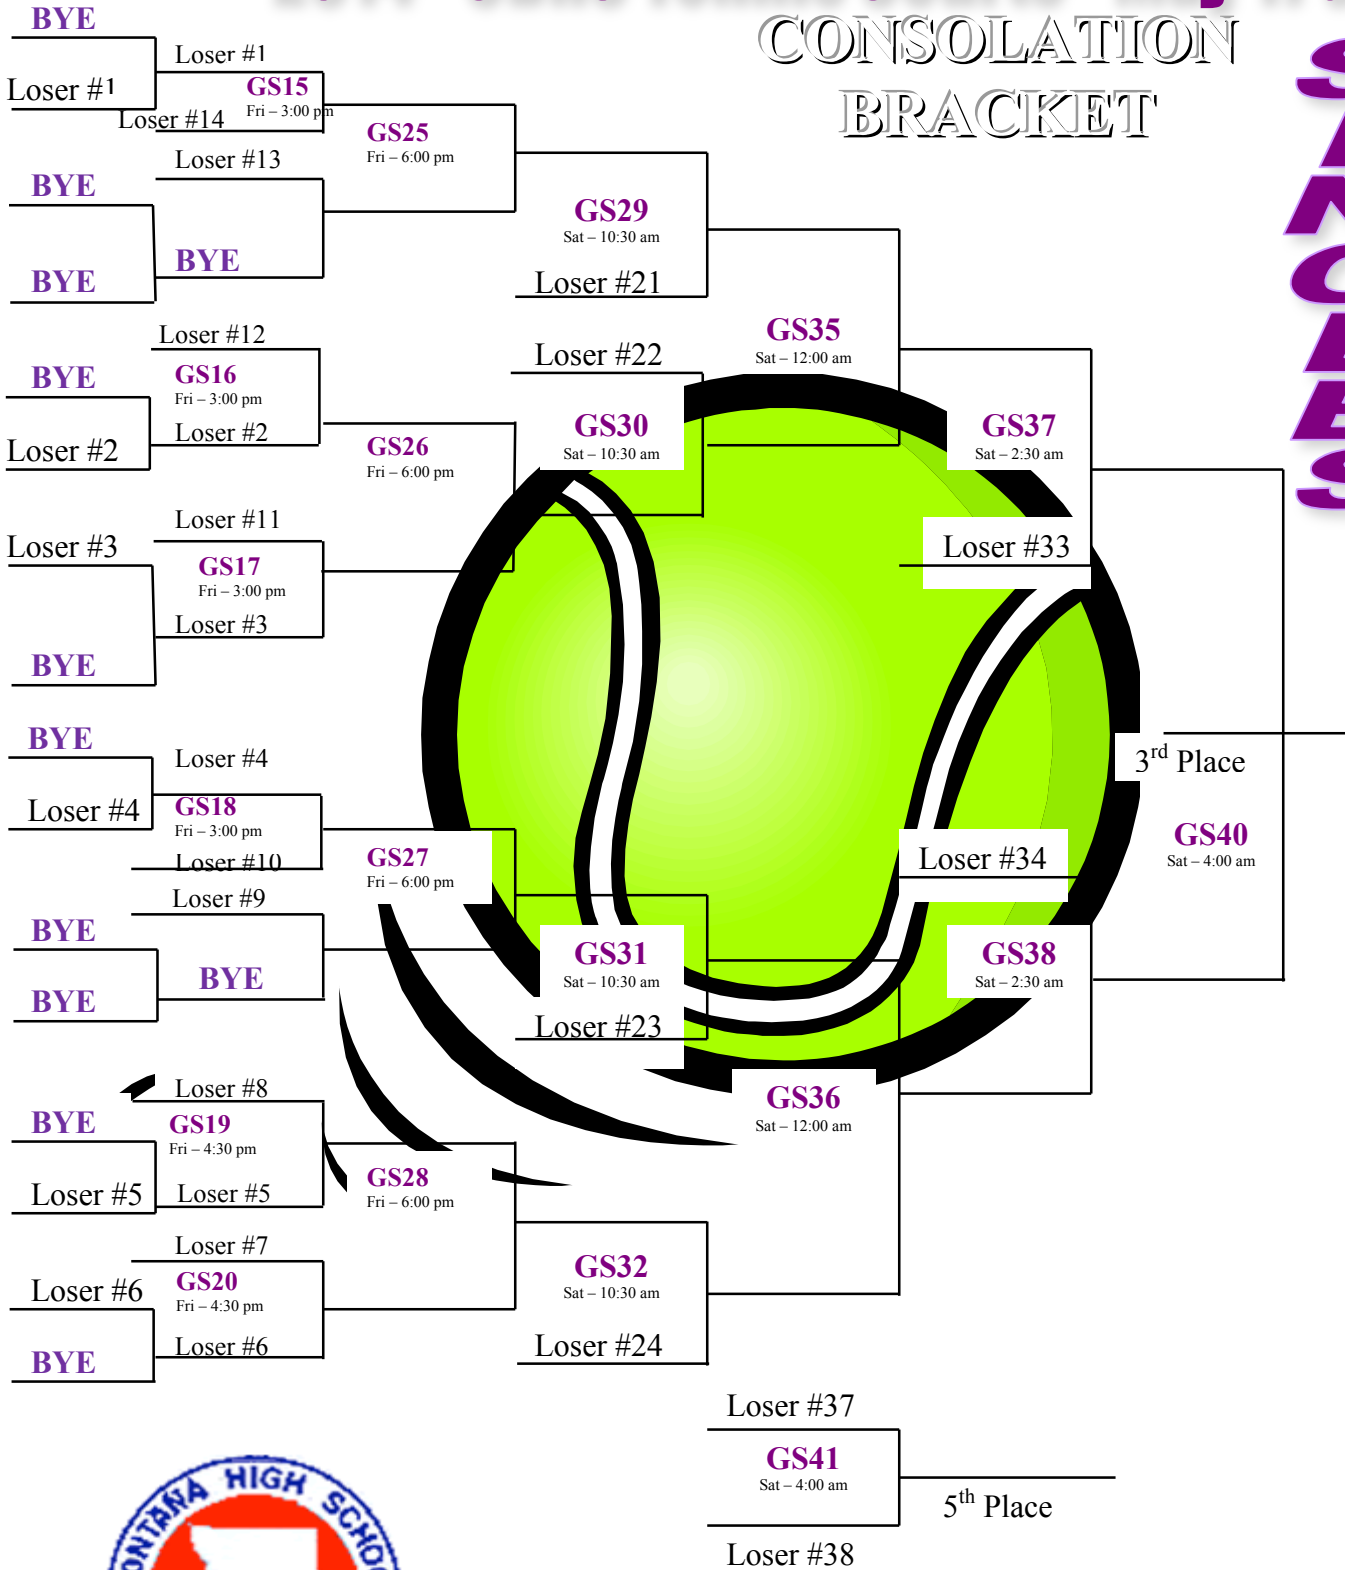 CONSOLATION
BRACKET
SINGLES
BYE
Loser #1
Loser #1
GS15
Fri – 3:00 pm
Loser #14
GS25
Fri – 6:00 pm
Loser #13
BYE
BYE
BYE
GS29
Sat – 10:30 am
Loser #21
Loser #12
BYE
GS16
Fri – 3:00 pm
Loser #2
Loser #2
GS26
Fri – 6:00 pm
Loser #22
GS30
Sat – 10:30 am
GS35
Sat – 12:00 am
GS37
Sat – 2:30 am
Loser #33
Loser #11
Loser #3
GS17
Fri – 3:00 pm
Loser #3
BYE
BYE
Loser #4
Loser #4
GS18
Fri – 3:00 pm
Loser #10
GS27
Fri – 6:00 pm
Loser #9
BYE
BYE
BYE
GS31
Sat – 10:30 am
Loser #23
3rd Place
GS40
Sat – 4:00 am
Loser #34
GS38
Sat – 2:30 am
GS36
Sat – 12:00 am
Loser #8
BYE
GS19
Fri – 4:30 pm
Loser #5
Loser #5
GS28
Fri – 6:00 pm
Loser #7
Loser #6
GS20
Fri – 4:30 pm
Loser #6
BYE
GS32
Sat – 10:30 am
Loser #24
Loser #37
GS41
Sat – 4:00 am
5th Place
Loser #38
ONTANA HIGH SCHOO